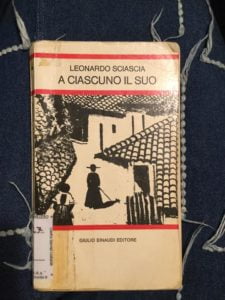 LEONARDO SCIASCIA
A CIASCUNO IL SUO
GIULIO EINAUDI EDITORE